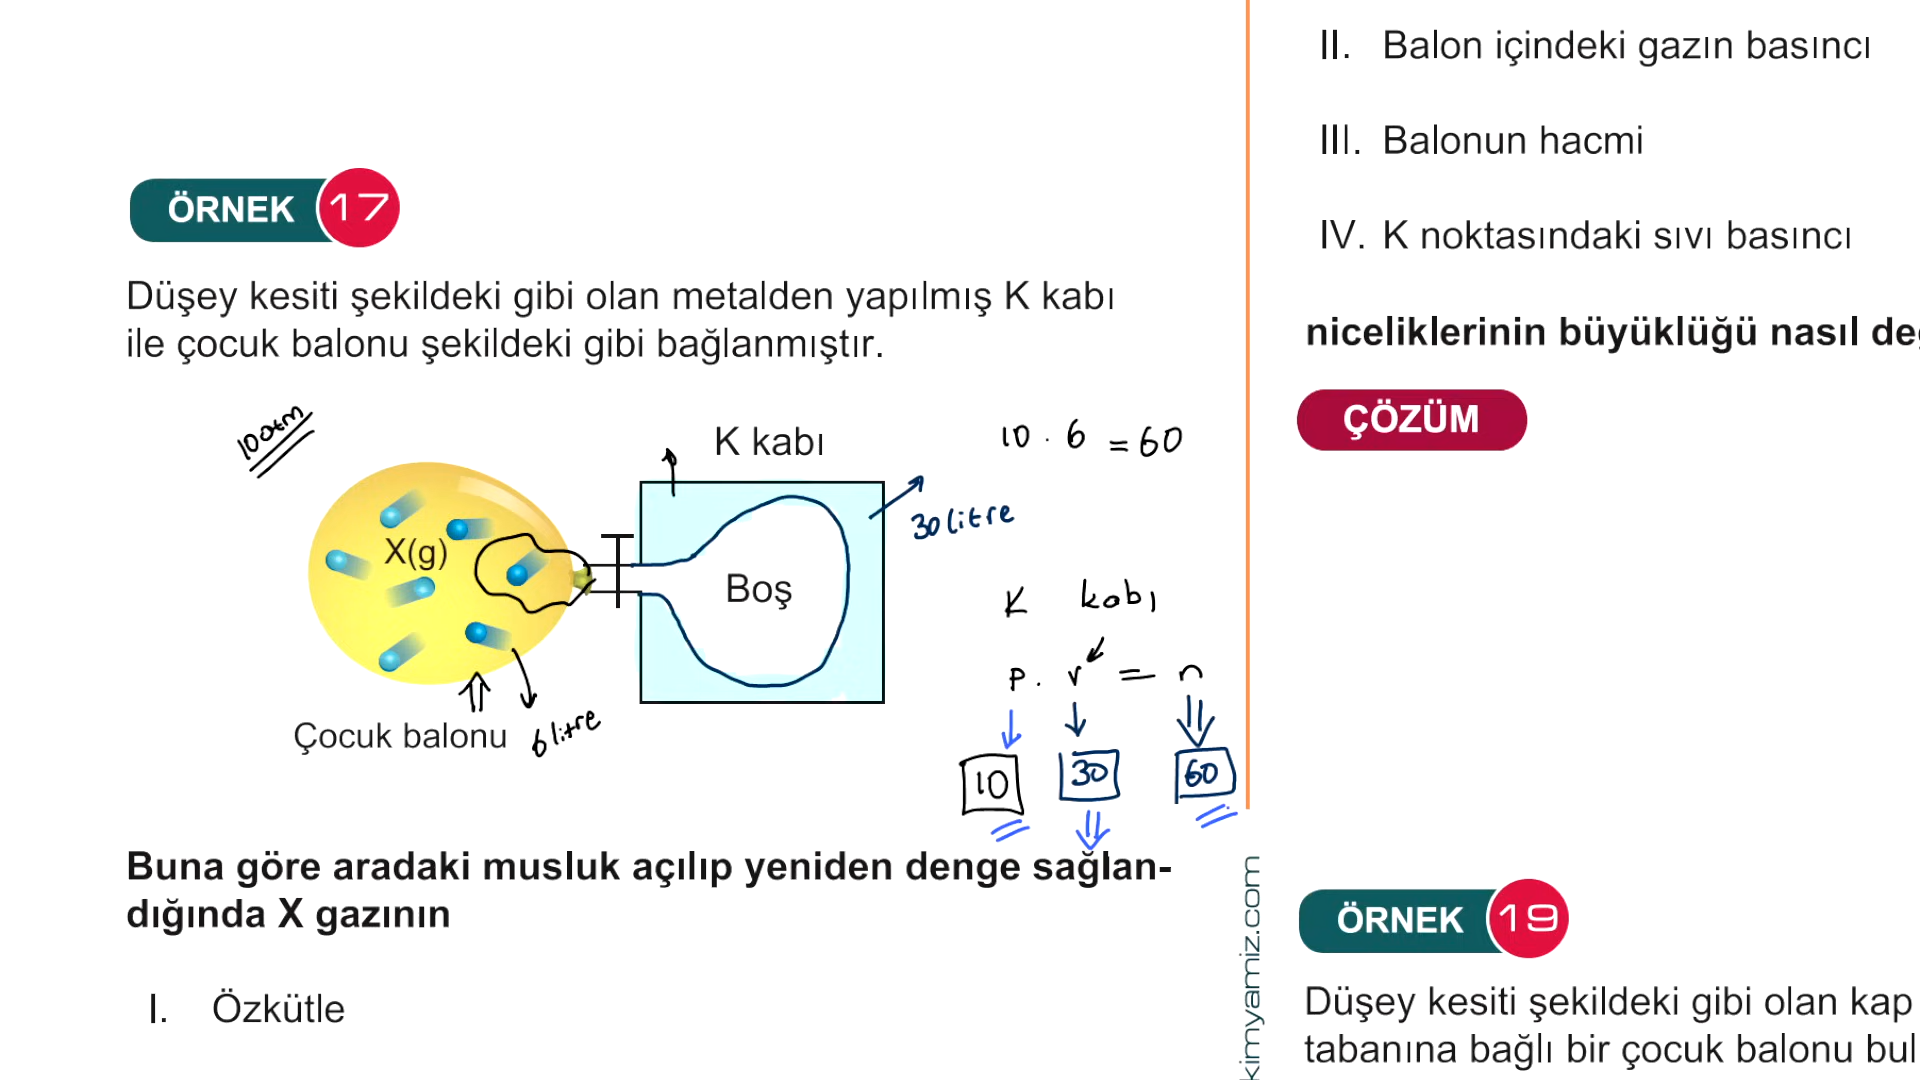 ÖRNEK 17
Düşey kesiti şekildeki gibi olan metalden yapılmış K kabı
ile çocuk balonu şekildeki gibi bağlanmıştır.
10 atm
X(g)
Çocuk balonu
6 litre
K kabı
Boş
30 litre
10 . 6 = 60
K kabı
P . V = n
10 30 60
Buna göre aradaki musluk açılıp yeniden denge sağlan-
dığında X gazının
I. Özkütle
kimyamiz.com
II. Balon içindeki gazın basıncı
III. Balonun hacmi
IV. K noktasındaki sıvı basıncı
niceliklerinin büyüklüğü nasıl de
ÇÖZÜM
ÖRNEK 19
Düşey kesiti şekildeki gibi olan kap
tabanına bağlı bir çocuk balonu bul